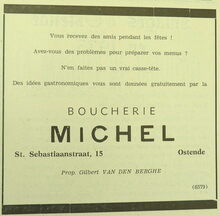 Vous recevez des amis pendant les fêtes !
Avez-vous des problèmes pour préparer vos menus ?
N'en faites pas un vrai casse-tête.
Des idées gastronomiques vous sont données gratuitement par la
BOUCHERIE
MICHEL
St. Sebastiaanstraat, 15 Ostende
Prop. Gilbert VAN DEN BERGHE
(6379)